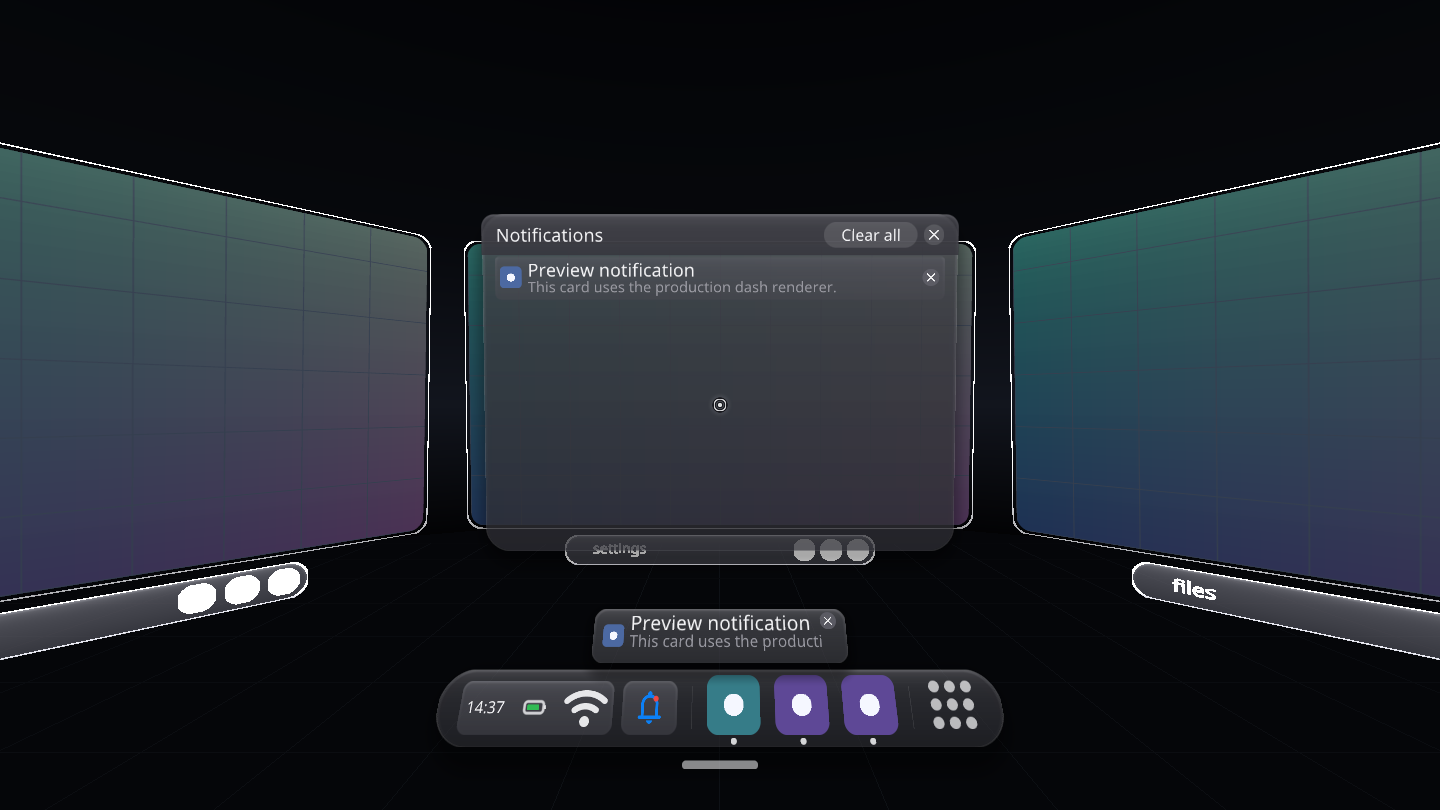 Notifications
Clear all
Preview notification
This card uses the production dash renderer.
settings
files
Preview notification
This card uses the producti
14:37